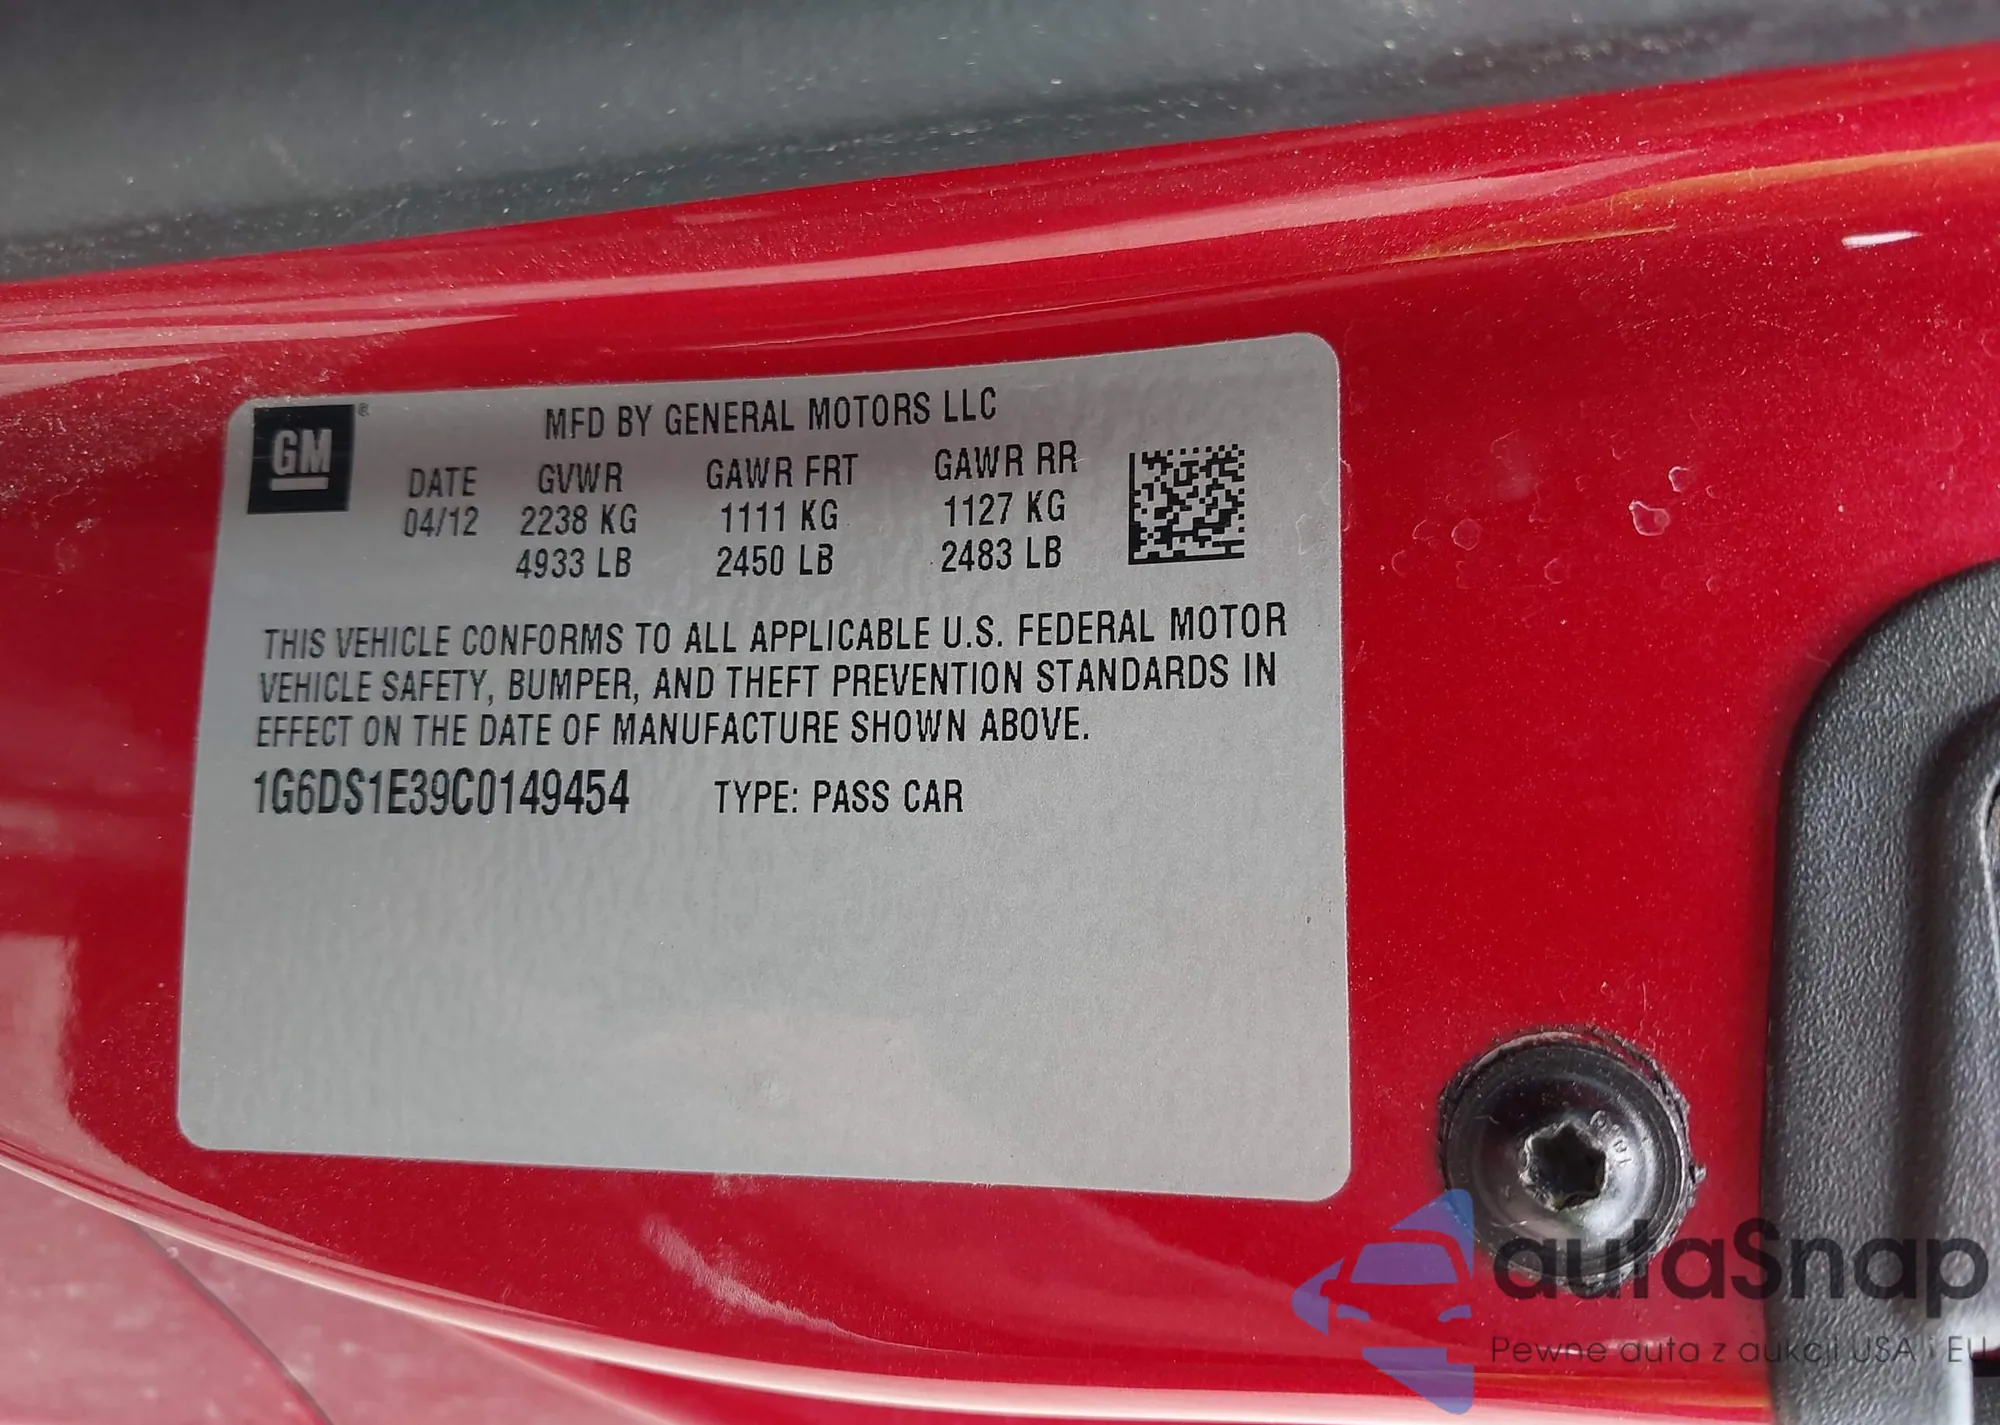 GM ®
MFD BY GENERAL MOTORS LLC
DATE GVWR GAWR FRT GAWR RR
04/12 2238 KG 1111 KG 1127 KG
4933 LB 2450 LB 2483 LB
THIS VEHICLE CONFORMS TO ALL APPLICABLE U.S. FEDERAL MOTOR
VEHICLE SAFETY, BUMPER, AND THEFT PREVENTION STANDARDS IN
EFFECT ON THE DATE OF MANUFACTURE SHOWN ABOVE.
1G6DS1E39C0149454 TYPE: PASS CAR
autaSnap
Pewne auta z aukcji USA i EU